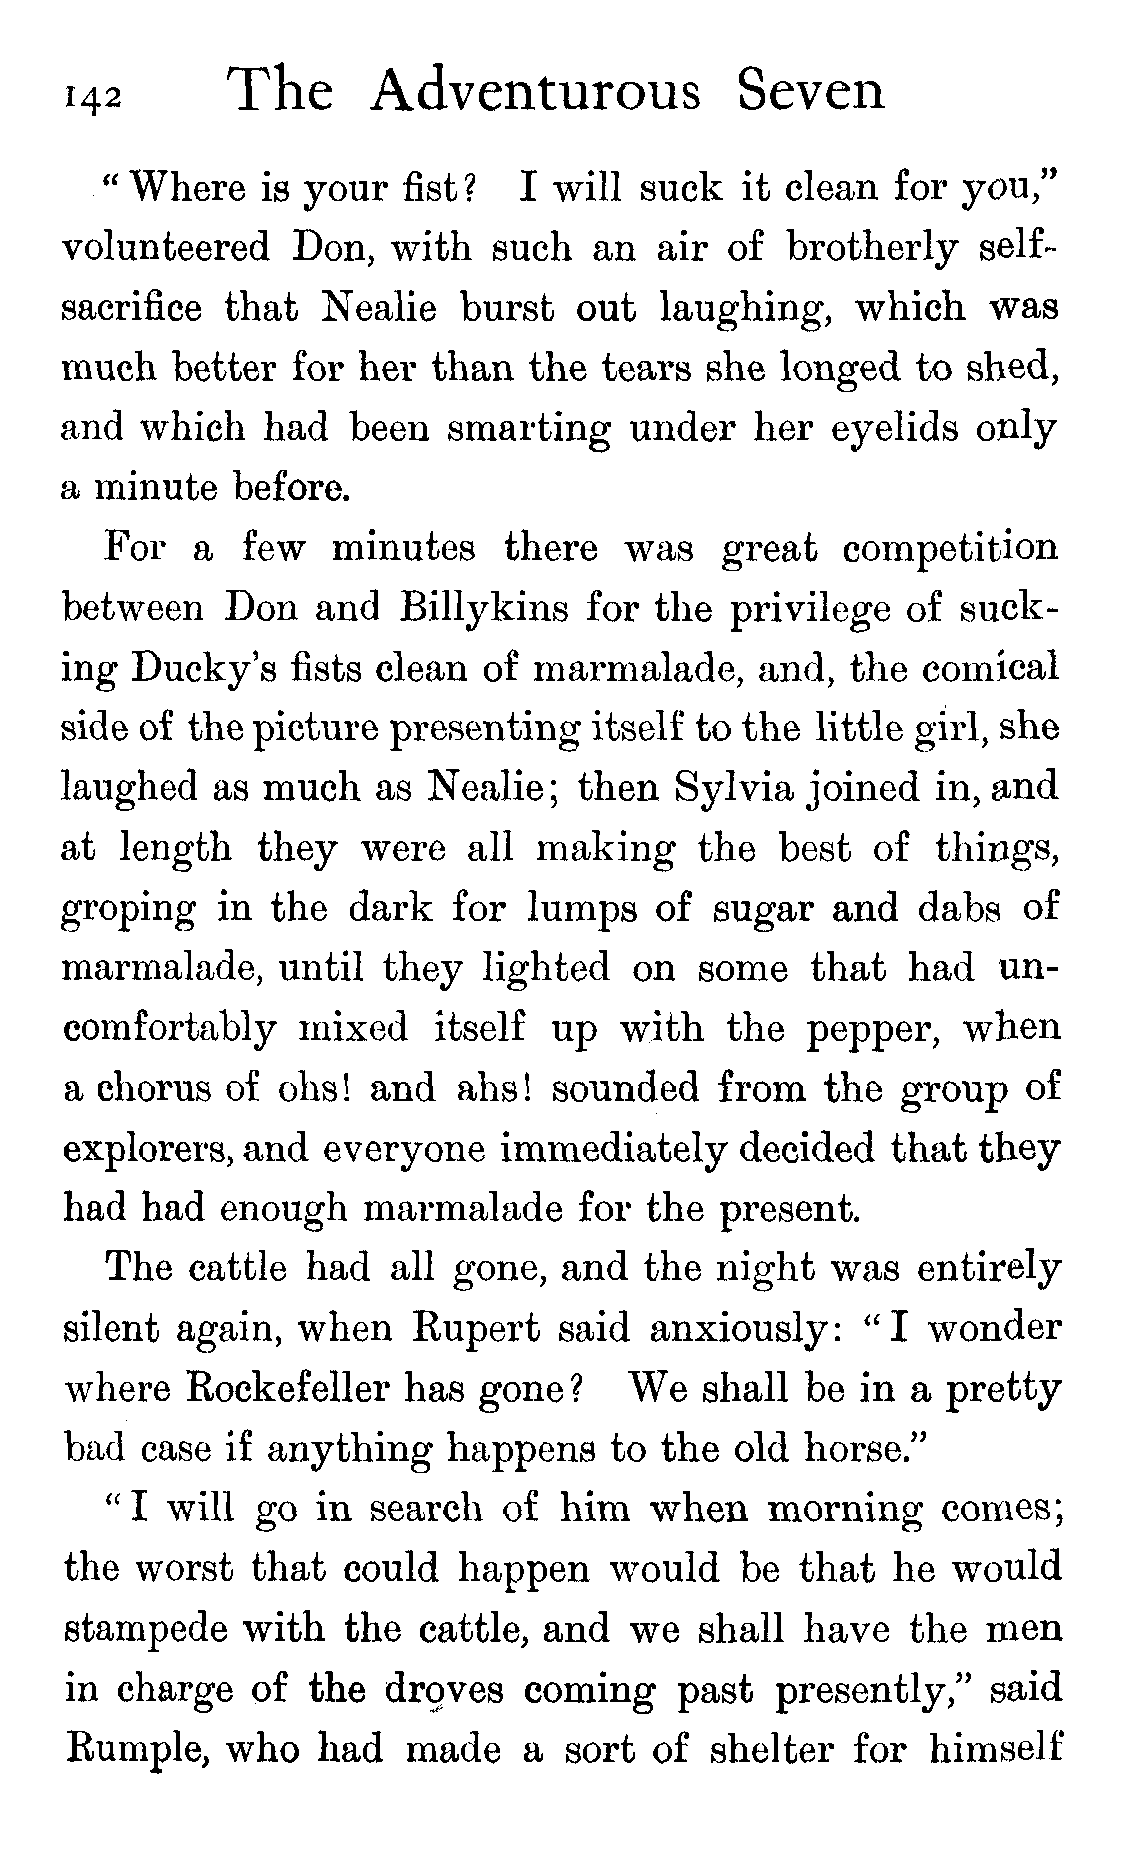 142 The Adventurous Seven
“Where is your fist? I will suck it clean for you,”
volunteered Don, with such an air of brotherly self-
sacrifice that Nealie burst out laughing, which was
much better for her than the tears she longed to shed,
and which had been smarting under her eyelids only
a minute before.
For a few minutes there was great competition
between Don and Billykins for the privilege of suck-
ing Ducky’s fists clean of marmalade, and, the comical
side of the picture presenting itself to the little girl, she
laughed as much as Nealie; then Sylvia joined in, and
at length they were all making the best of things,
groping in the dark for lumps of sugar and dabs of
marmalade, until they lighted on some that had un-
comfortably mixed itself up with the pepper, when
a chorus of ohs! and ahs! sounded from the group of
explorers, and everyone immediately decided that they
had had enough marmalade for the present.
The cattle had all gone, and the night was entirely
silent again, when Rupert said anxiously: “I wonder
where Rockefeller has gone? We shall be in a pretty
bad case if anything happens to the old horse.”
“I will go in search of him when morning comes;
the worst that could happen would be that he would
stampede with the cattle, and we shall have the men
in charge of the droves coming past presently,” said
Rumple, who had made a sort of shelter for himself